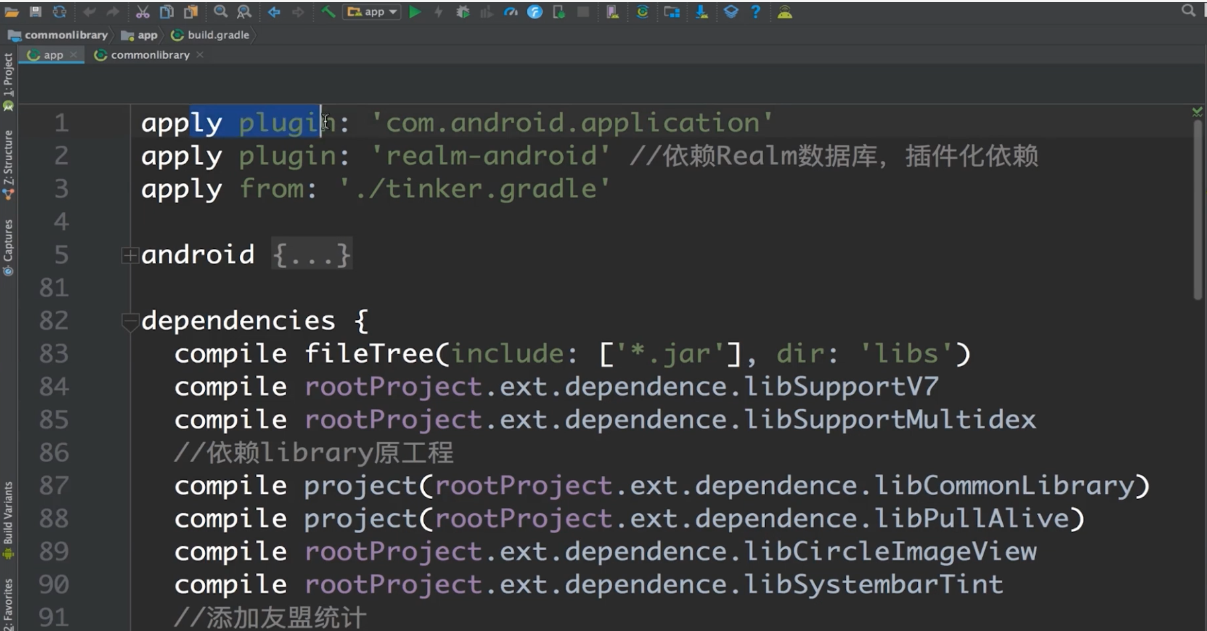 app
commonlibrary app build.gradle
app commonlibrary
1: Project
Z: Structure
Captures
Build Variants
2: Favorites
1 apply plugin: 'com.android.application'
2 apply plugin: 'realm-android' //依赖Realm数据库，插件化依赖
3 apply from: './tinker.gradle'
4
5 android {...}
81
82 dependencies {
83 compile fileTree(include: ['*.jar'], dir: 'libs')
84 compile rootProject.ext.dependence.libSupportV7
85 compile rootProject.ext.dependence.libSupportMultidex
86 //依赖library原工程
87 compile project(rootProject.ext.dependence.libCommonLibrary)
88 compile project(rootProject.ext.dependence.libPullAlive)
89 compile rootProject.ext.dependence.libCircleImageView
90 compile rootProject.ext.dependence.libSystembarTint
91 //添加友盟统计